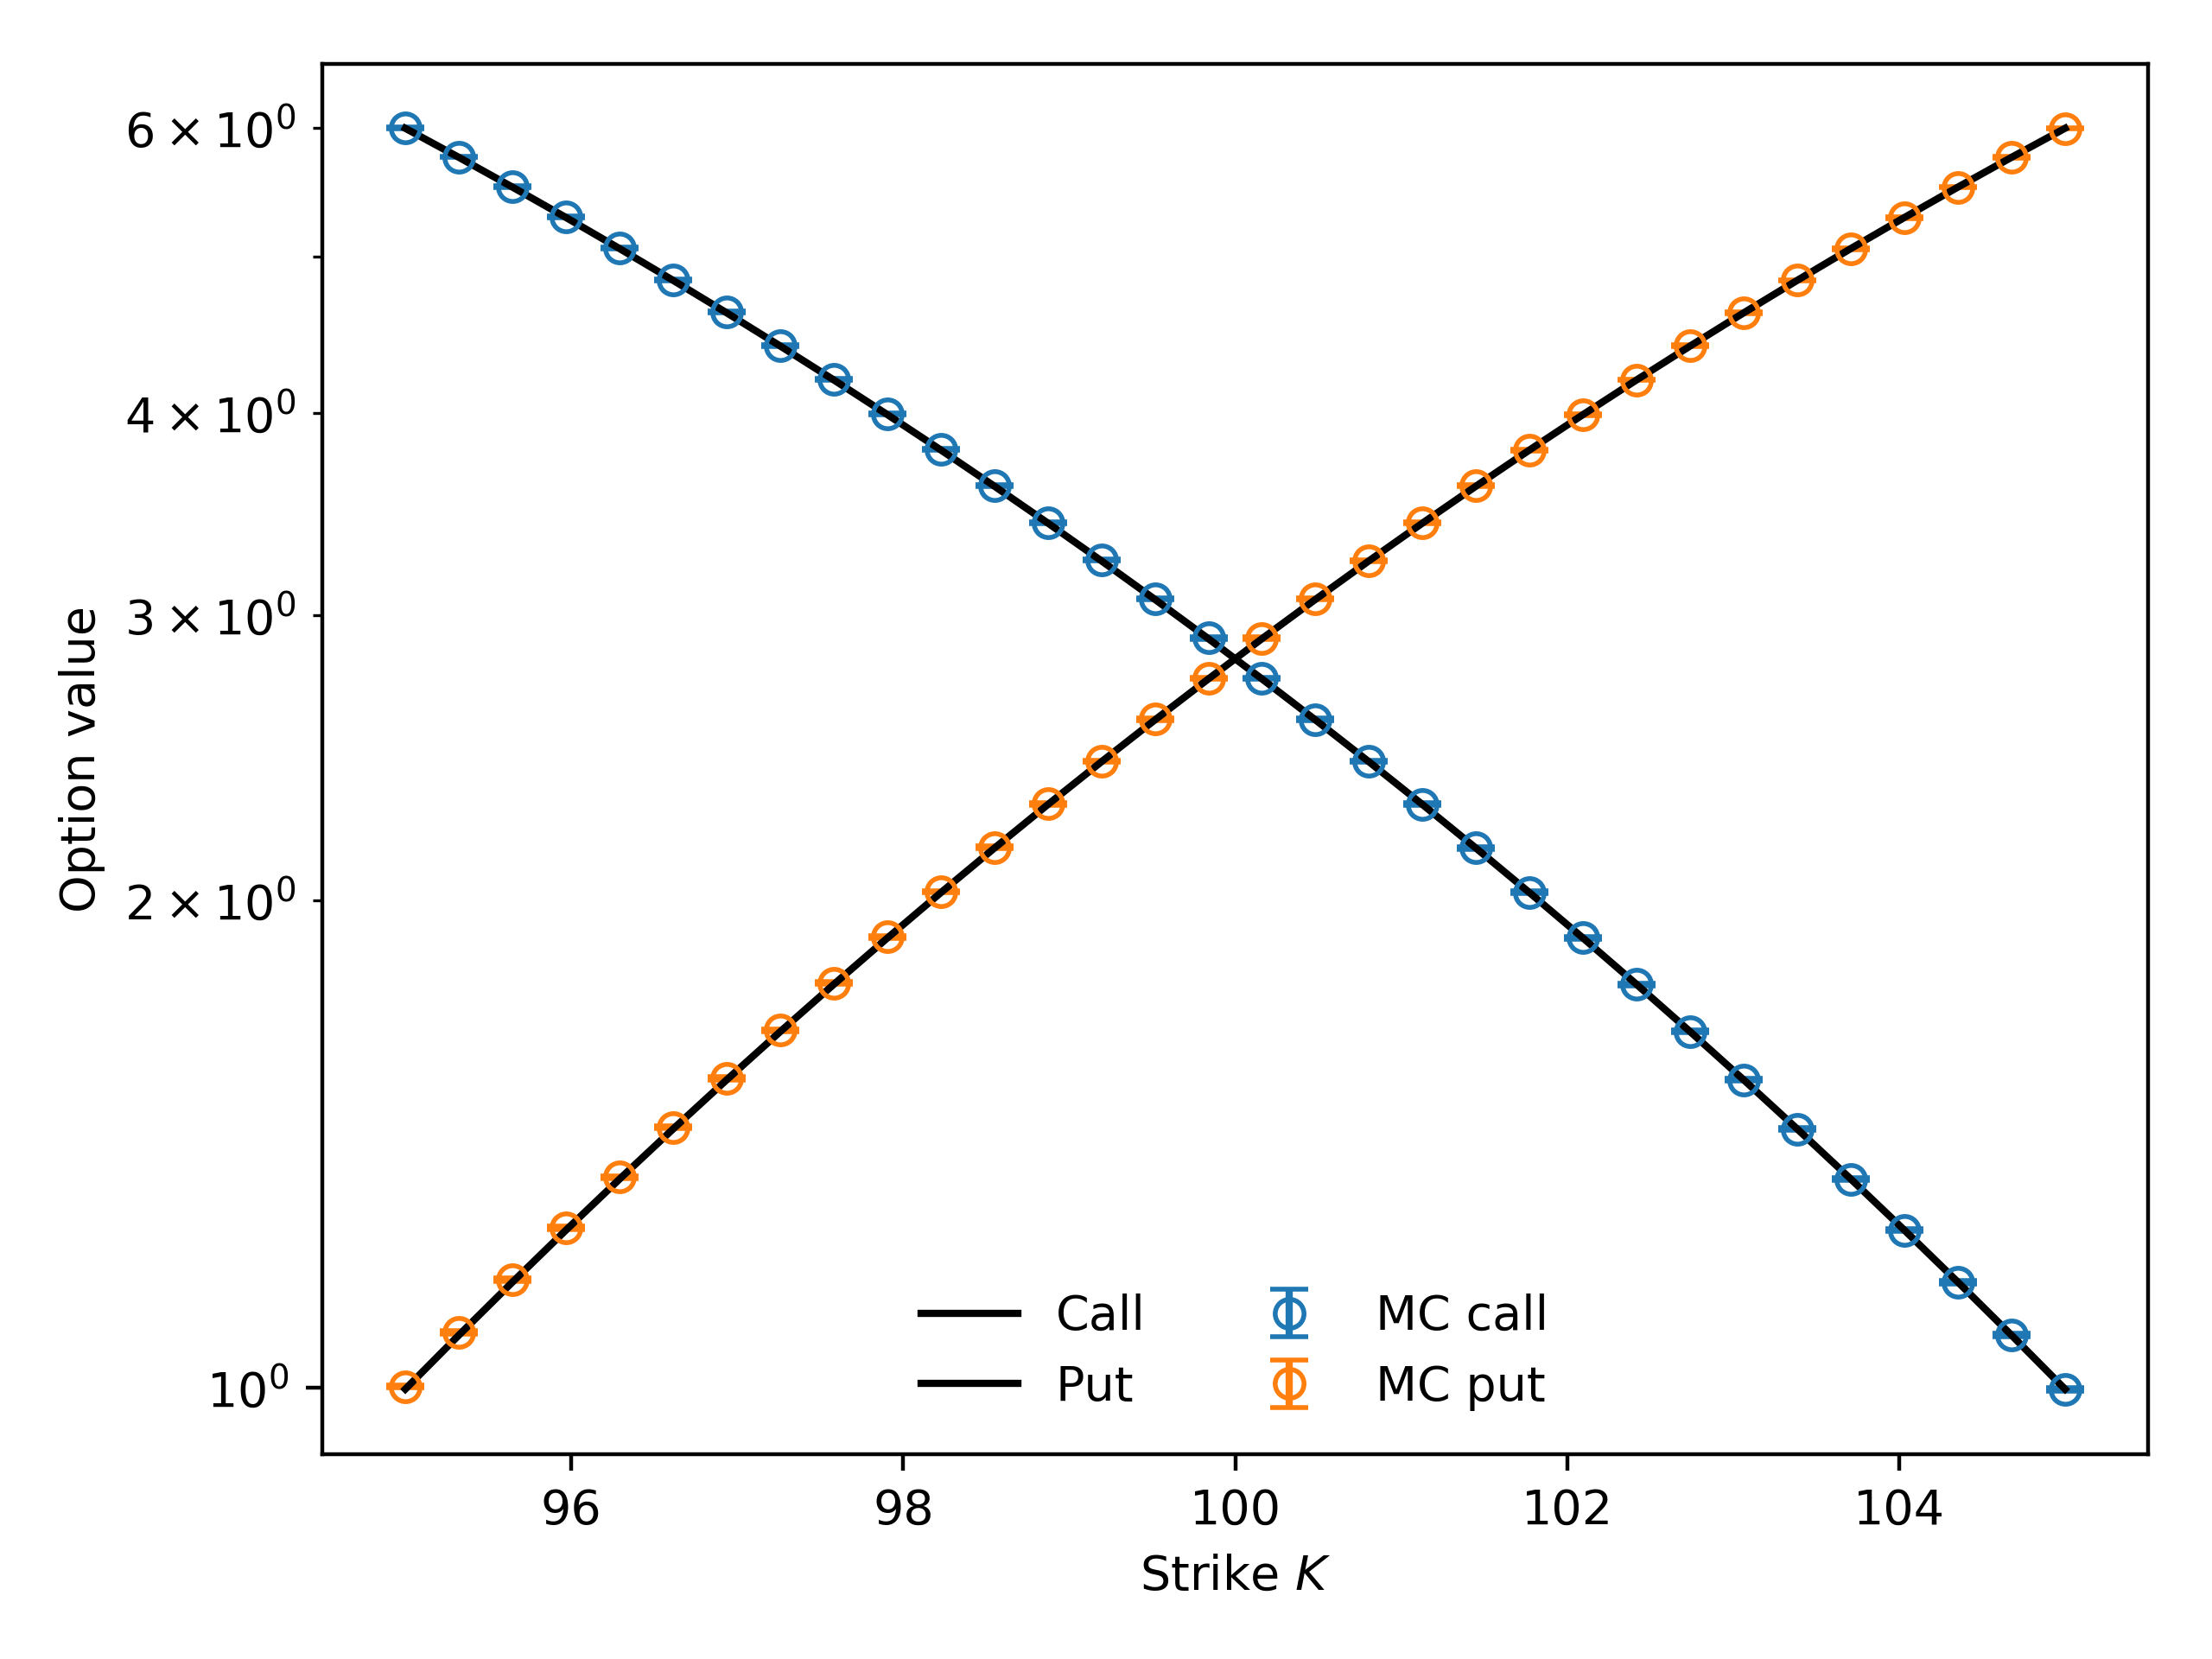 6 × 10⁰
4 × 10⁰
3 × 10⁰
2 × 10⁰
10⁰
Option value
Call
Put
MC call
MC put
96 98 100 102 104
Strike K